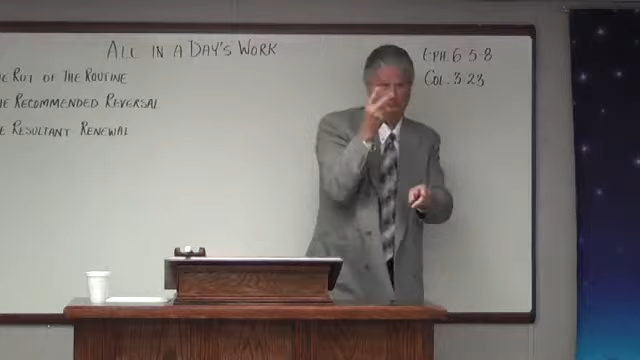 ALL IN A DAY'S WORK
EPH. 6:5-8
COL. 3:23
RUT OF THE ROUTINE
RECOMMENDED REVERSAL
RESULTANT RENEWAL